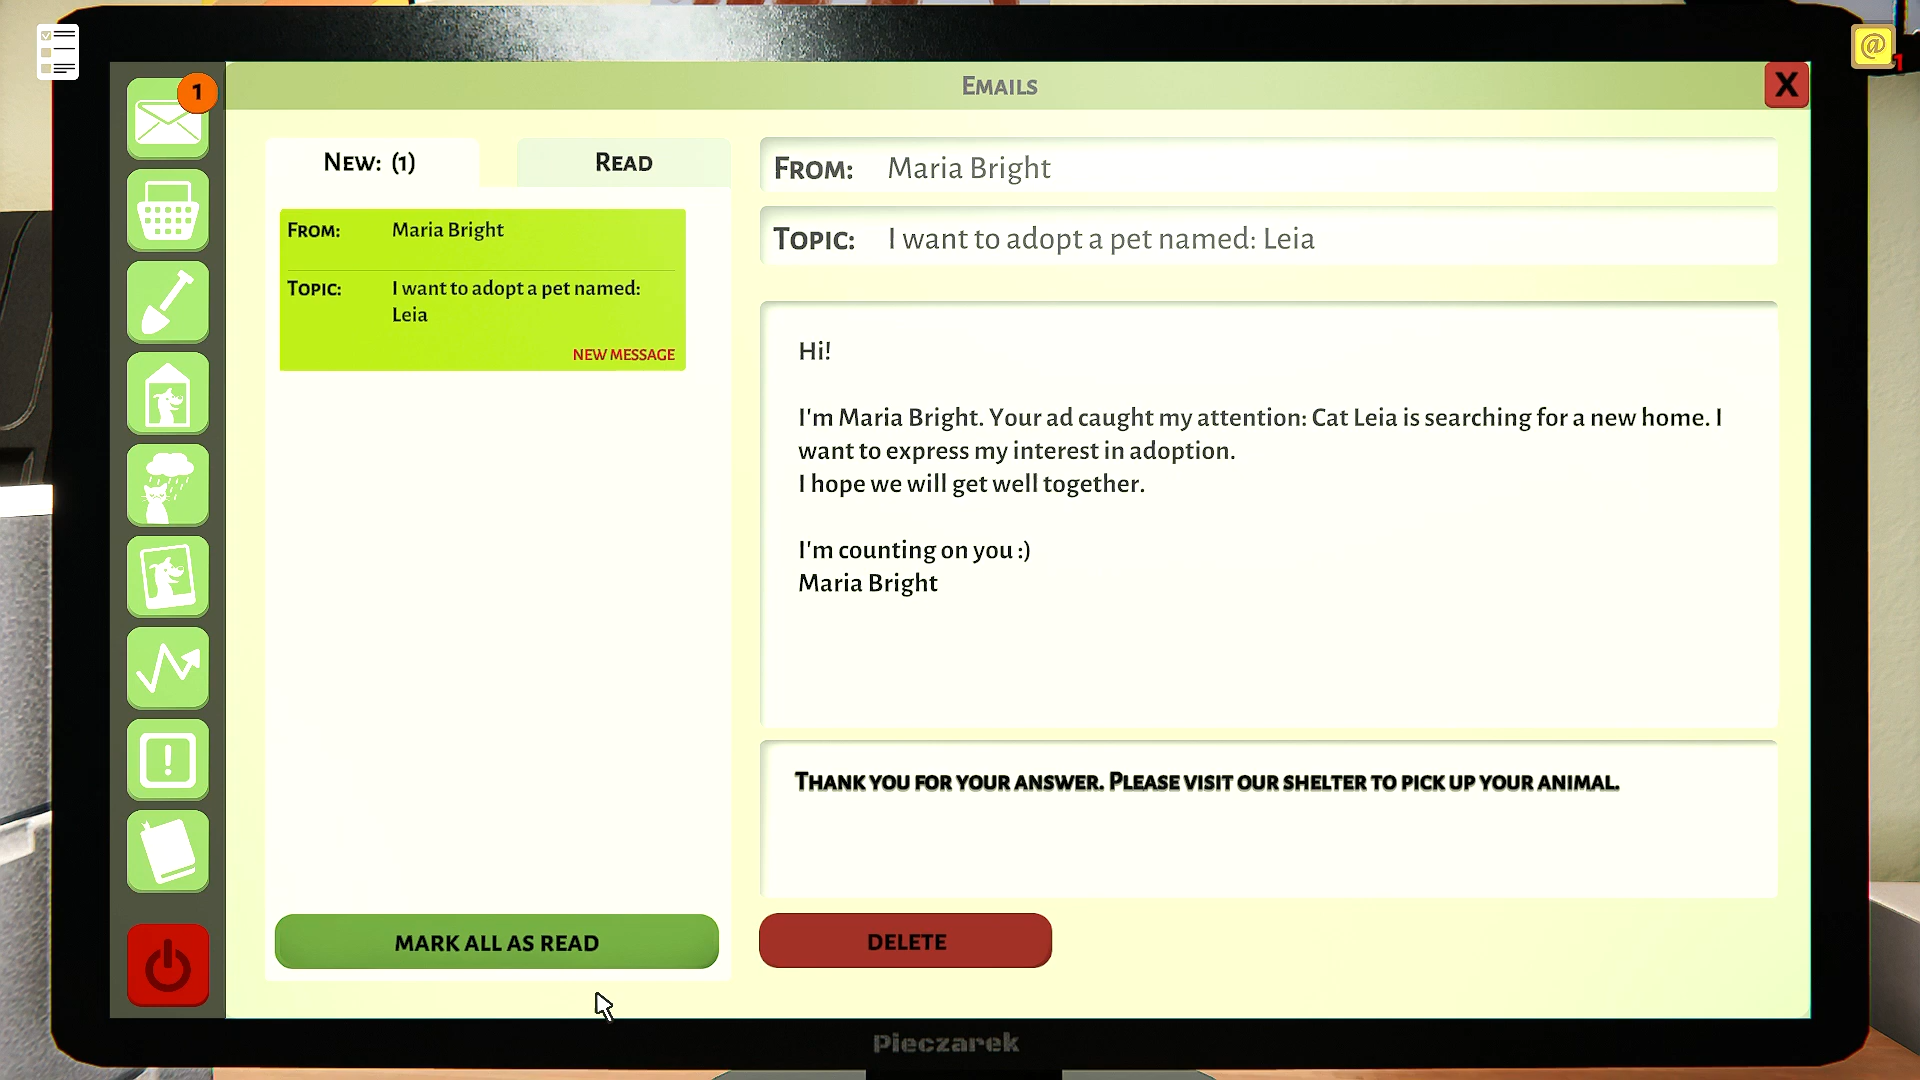 1
EMAILS
X
@
1
NEW: (1)
READ
FROM: Maria Bright
TOPIC: I want to adopt a pet named:
Leia
NEW MESSAGE
MARK ALL AS READ
FROM: Maria Bright
TOPIC: I want to adopt a pet named: Leia
Hi!
I'm Maria Bright. Your ad caught my attention: Cat Leia is searching for a new home. I
want to express my interest in adoption.
I hope we will get well together.
I'm counting on you :)
Maria Bright
THANK YOU FOR YOUR ANSWER. PLEASE VISIT OUR SHELTER TO PICK UP YOUR ANIMAL.
DELETE
Pieczarek